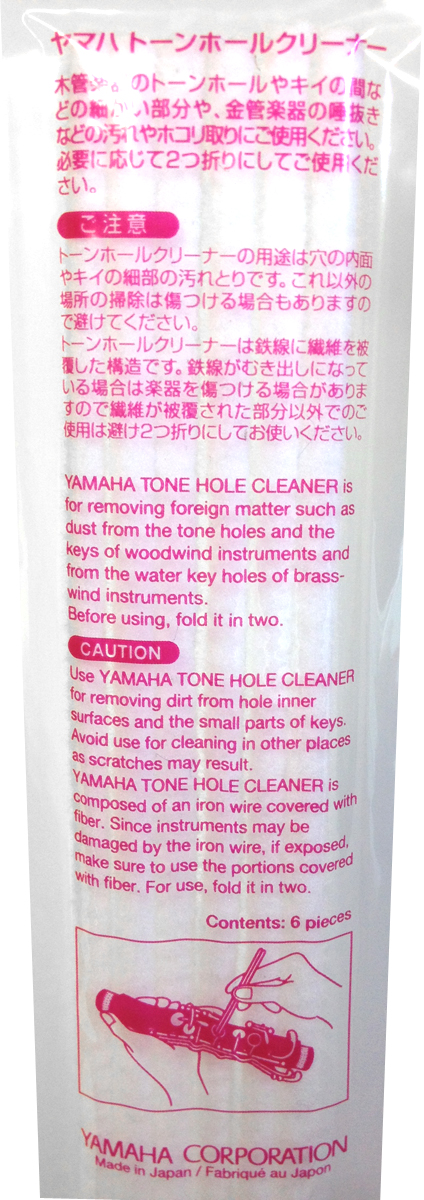 ヤマハ トーンホールクリーナー
木管楽器のトーンホールやキイの間な
どの細かい部分や、金管楽器の唾抜き
などの汚れやホコリ取りにご使用ください。
必要に応じて2つ折りにしてご使用くだ
さい。
ご注意
トーンホールクリーナーの用途は穴の内面
やキイの細部の汚れとりです。これ以外の
場所の掃除は傷つける場合もありますの
で避けてください。
トーンホールクリーナーは鉄線に繊維を被
覆した構造です。鉄線がむき出しになって
いる場合は楽器を傷つける場合がありま
すので繊維が被覆された部分以外でのご
使用は避け2つ折りにしてお使いください。
YAMAHA TONE HOLE CLEANER is
for removing foreign matter such as
dust from the tone holes and the
keys of woodwind instruments and
from the water key holes of brass-
wind instruments.
Before using, fold it in two.
CAUTION
Use YAMAHA TONE HOLE CLEANER
for removing dirt from hole inner
surfaces and the small parts of keys.
Avoid use for cleaning in other places
as scratches may result.
YAMAHA TONE HOLE CLEANER is
composed of an iron wire covered with
fiber. Since instruments may be
damaged by the iron wire, if exposed,
make sure to use the portions covered
with fiber. For use, fold it in two.
Contents: 6 pieces
YAMAHA CORPORATION
Made in Japan / Fabriqué au Japon